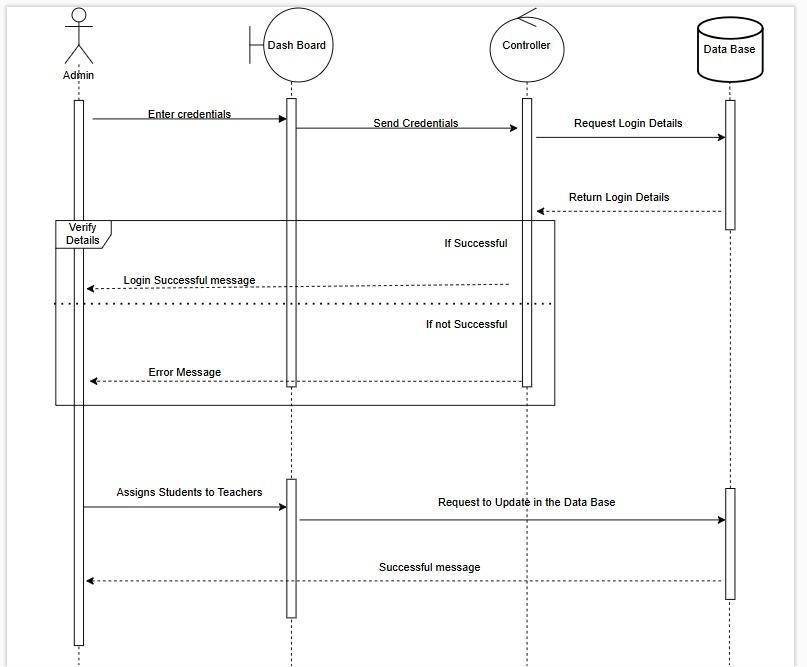 Admin
Dash Board
Controller
Data Base
Enter credentials
Send Credentials
Request Login Details
Return Login Details
Verify
Details
If Successful
Login Successful message
If not Successful
Error Message
Assigns Students to Teachers
Request to Update in the Data Base
Successful message